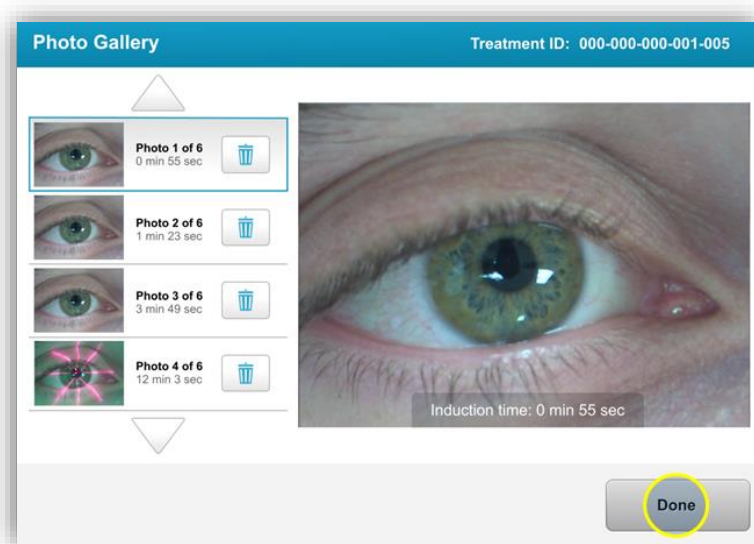 Photo Gallery
Treatment ID: 000-000-000-001-005
Photo 1 of 6
0 min 55 sec
Photo 2 of 6
1 min 23 sec
Photo 3 of 6
3 min 49 sec
Photo 4 of 6
12 min 3 sec
Induction time: 0 min 55 sec
Done